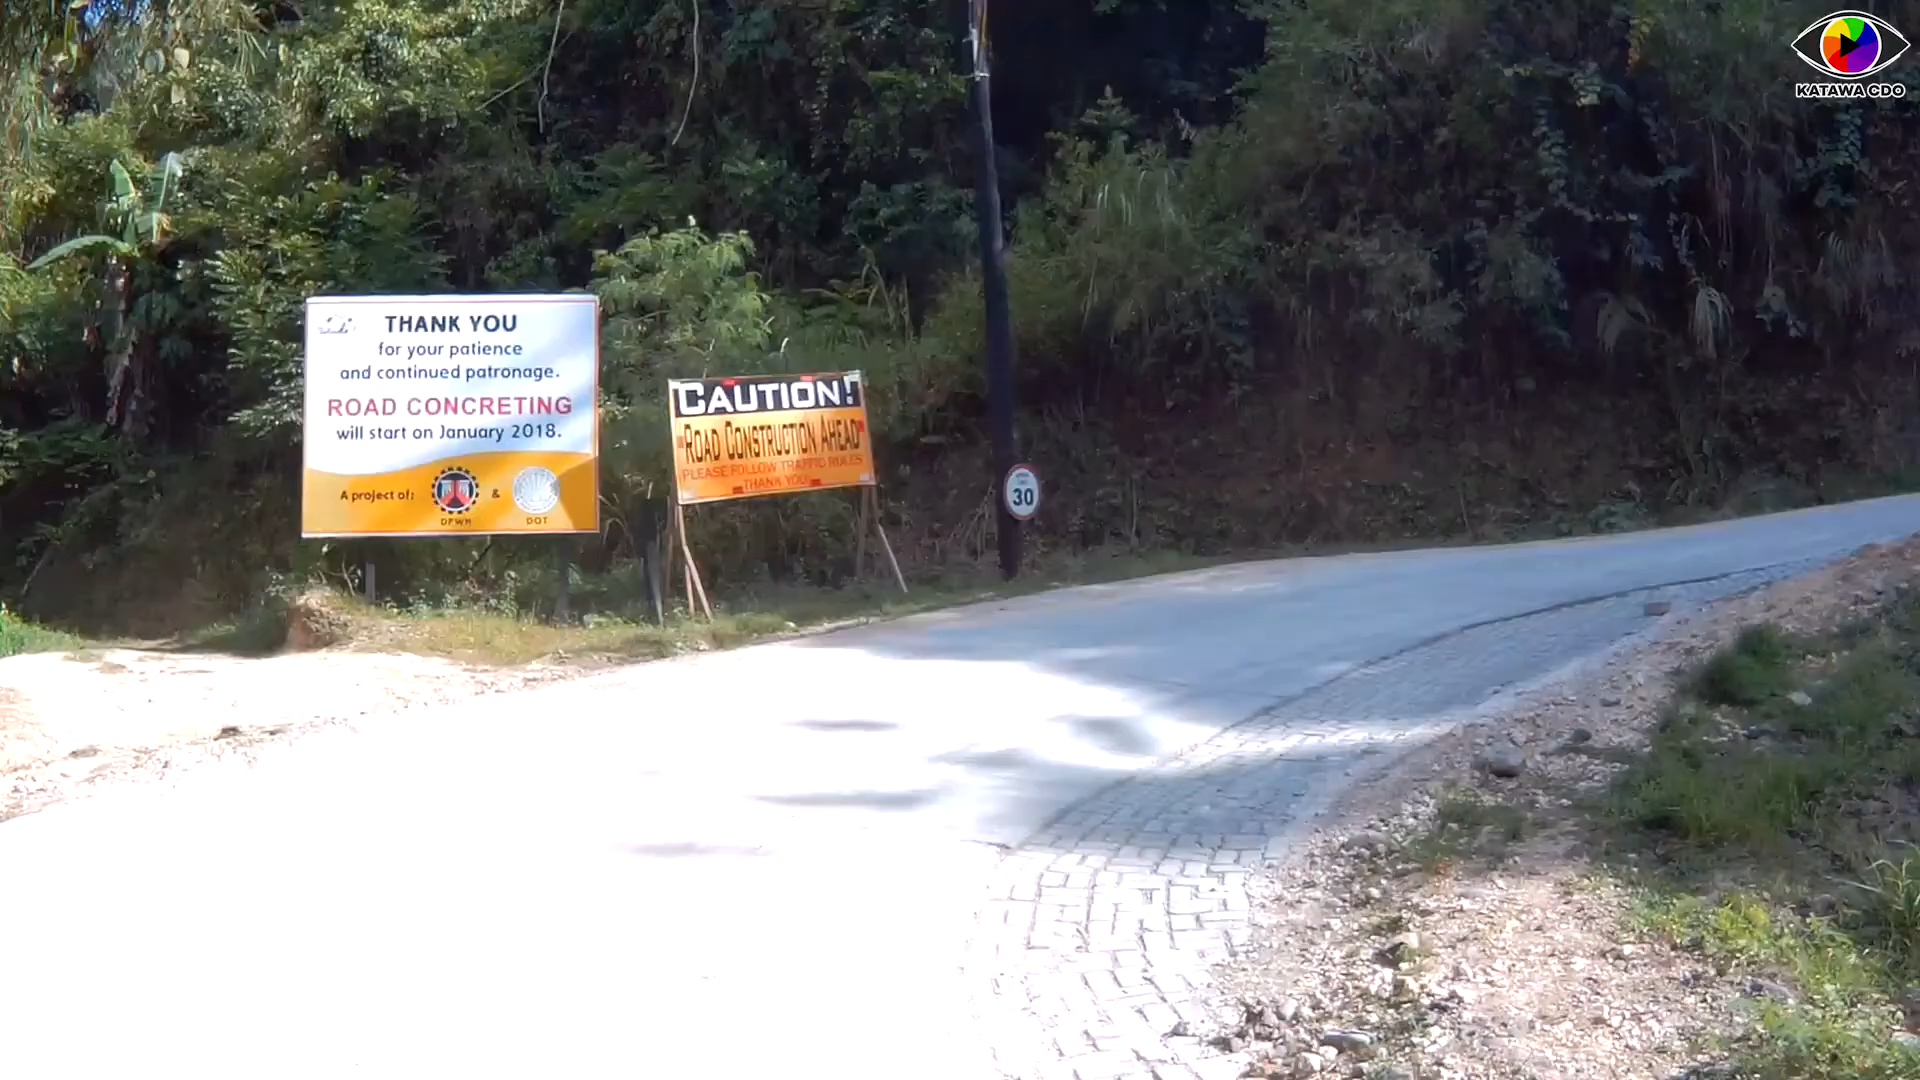 THANK YOU
for your patience
and continued patronage.
ROAD CONCRETING
will start on January 2018.
A project of:
&
DPWH
DOT
CAUTION!
ROAD CONSTRUCTION AHEAD
PLEASE FOLLOW TRAFFIC RULES
THANK YOU!
30
KATAWA CDO